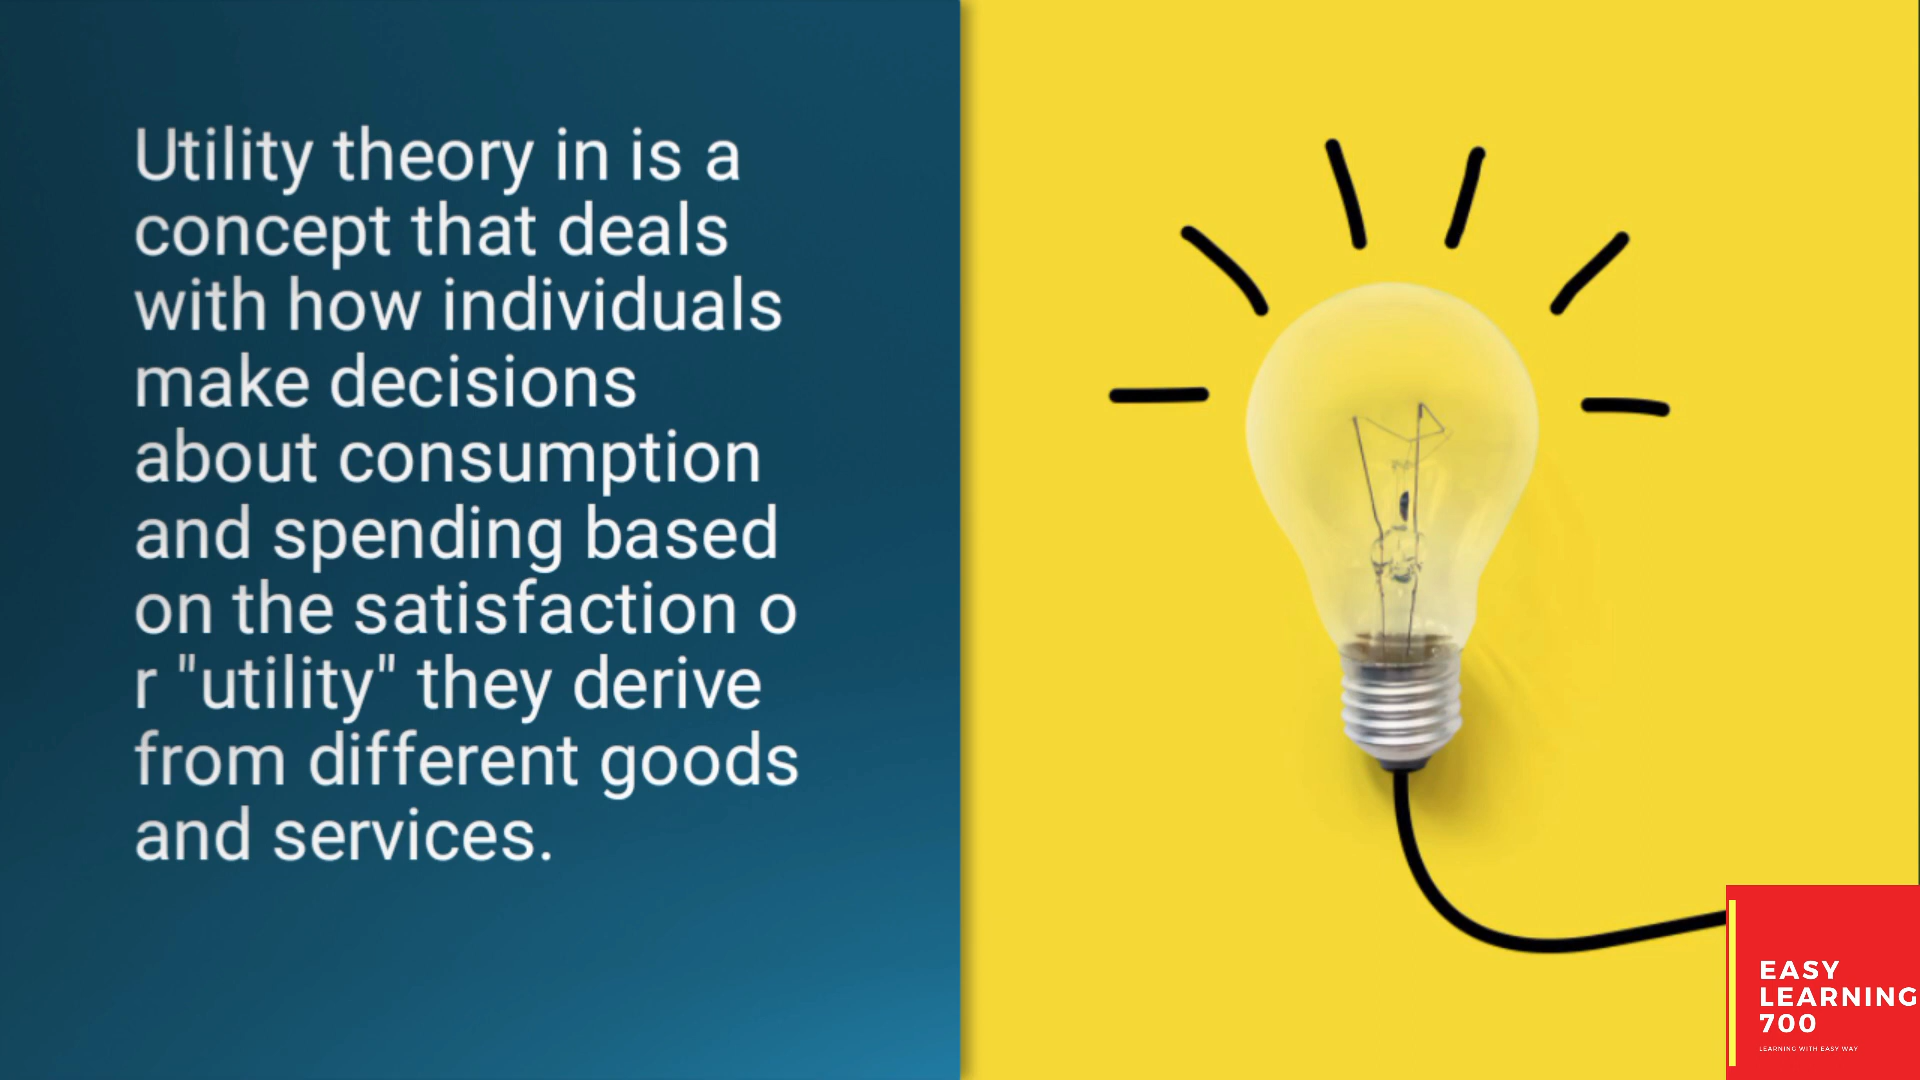 Utility theory in is a
concept that deals
with how individuals
make decisions
about consumption
and spending based
on the satisfaction o
r "utility" they derive
from different goods
and services.
EASY
LEARNING
700
LEARNING WITH EASY WAY